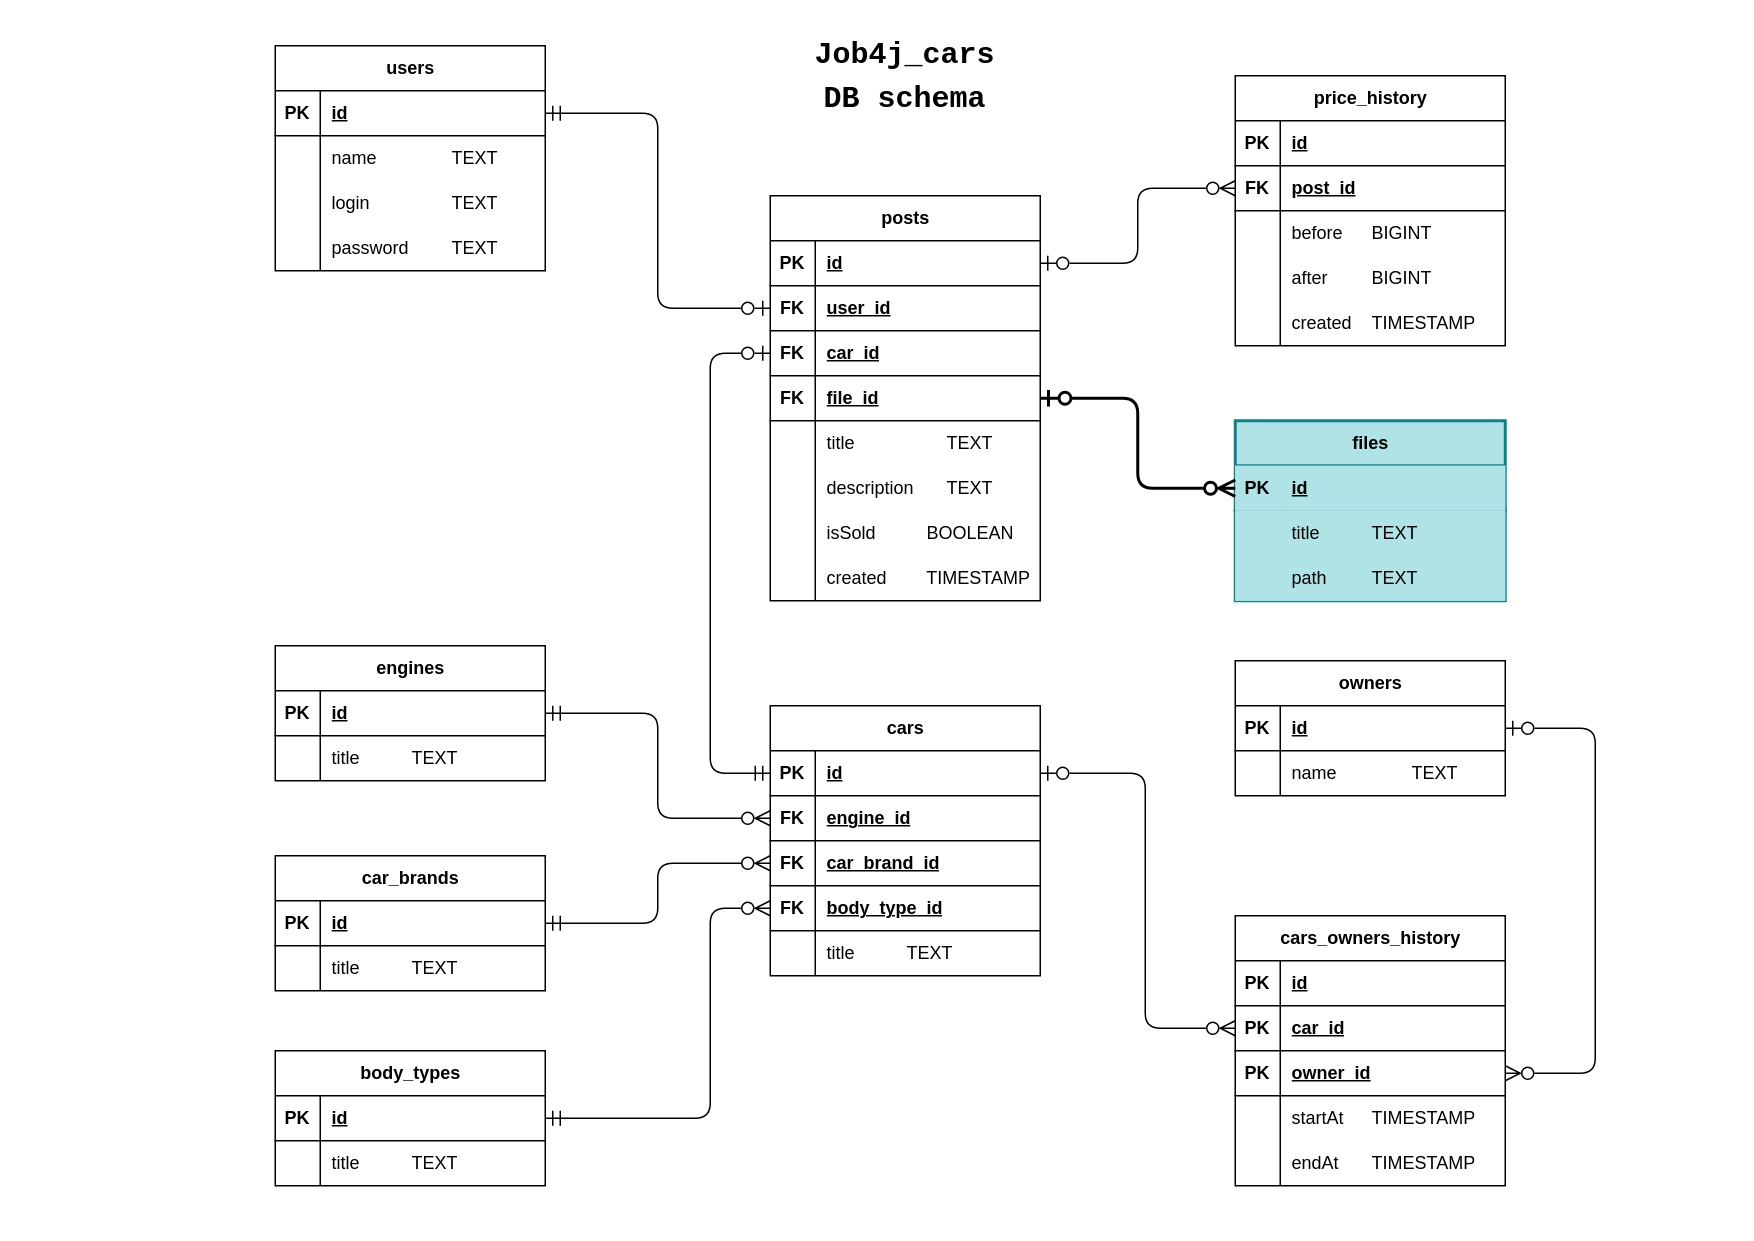 Job4j_cars
DB schema
users
PK id
name TEXT
login TEXT
password TEXT
posts
PK id
FK user_id
FK car_id
FK file_id
title TEXT
description TEXT
isSold BOOLEAN
created TIMESTAMP
price_history
PK id
FK post_id
before BIGINT
after BIGINT
created TIMESTAMP
files
PK id
title TEXT
path TEXT
engines
PK id
title TEXT
car_brands
PK id
title TEXT
body_types
PK id
title TEXT
cars
PK id
FK engine_id
FK car_brand_id
FK body_type_id
title TEXT
owners
PK id
name TEXT
cars_owners_history
PK id
PK car_id
PK owner_id
startAt TIMESTAMP
endAt TIMESTAMP